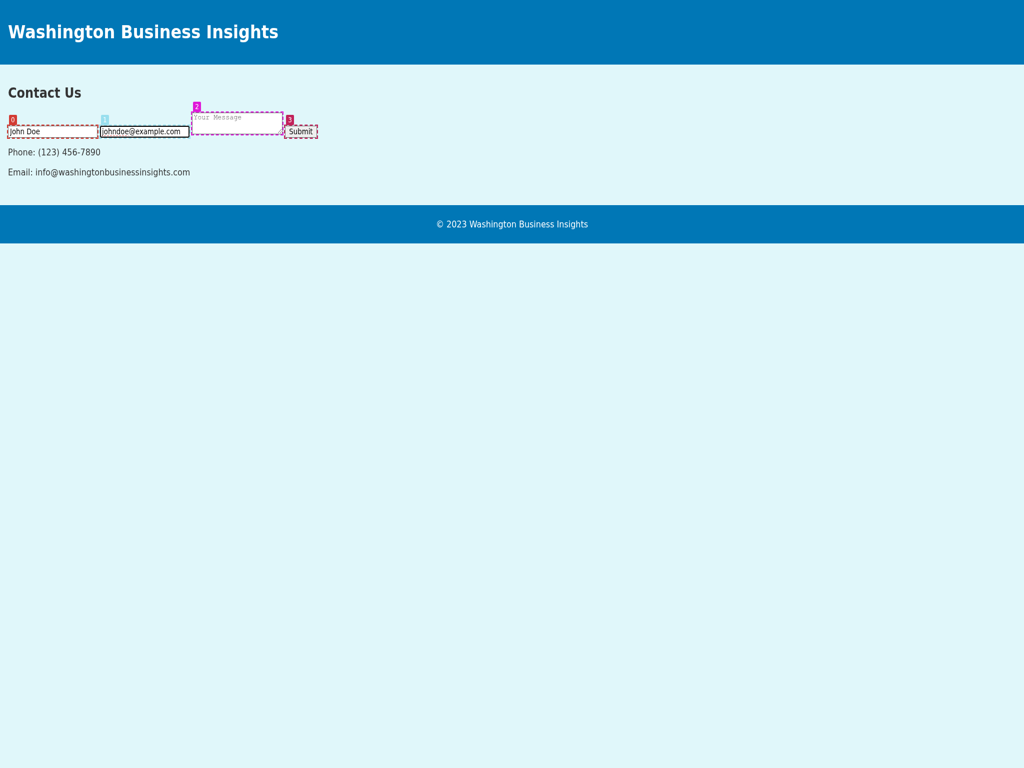 Washington Business Insights
Contact Us
0 1 2 3
John Doe johndoe@example.com Your Message Submit
Phone: (123) 456-7890
Email: info@washingtonbusinessinsights.com
© 2023 Washington Business Insights